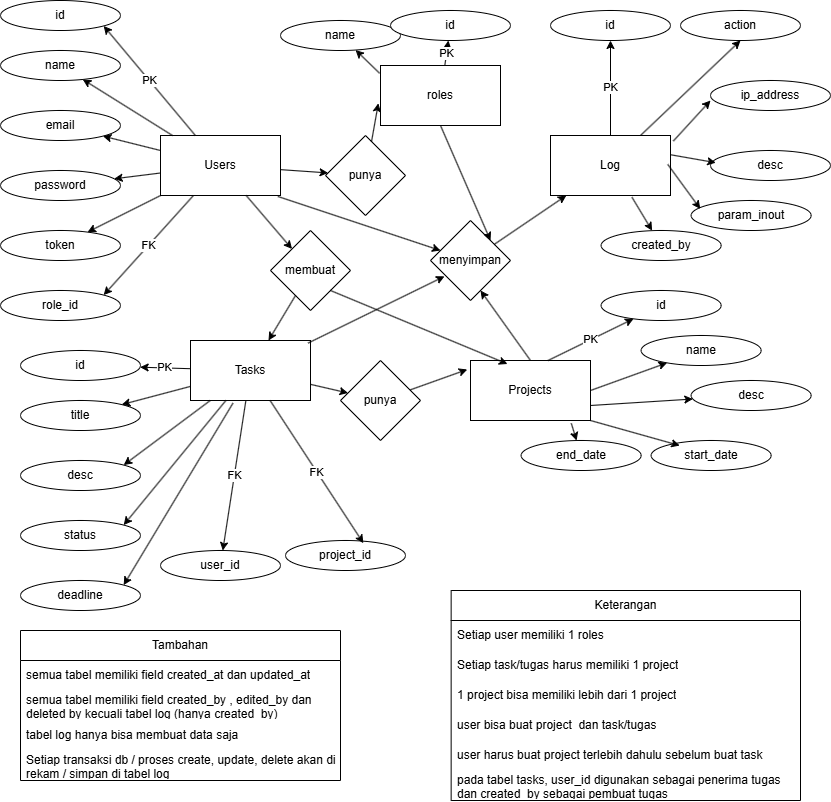 id
name
email
password
token
FK
role_id
PK
Users
punya
name
id
PK
roles
id
action
PK
ip_address
Log
desc
param_inout
created_by
membuat
menyimpan
id
PK
Tasks
title
desc
status
deadline
FK
user_id
FK
project_id
punya
Projects
PK
id
name
desc
start_date
end_date
Tambahan
semua tabel memiliki field created_at dan updated_at
semua tabel memiliki field created_by , edited_by dan
deleted by kecuali tabel log (hanya created_by)
tabel log hanya bisa membuat data saja
Setiap transaksi db / proses create, update, delete akan di
rekam / simpan di tabel log
Keterangan
Setiap user memiliki 1 roles
Setiap task/tugas harus memiliki 1 project
1 project bisa memiliki lebih dari 1 project
user bisa buat project dan task/tugas
user harus buat project terlebih dahulu sebelum buat task
pada tabel tasks, user_id digunakan sebagai penerima tugas
dan created_by sebagai pembuat tugas